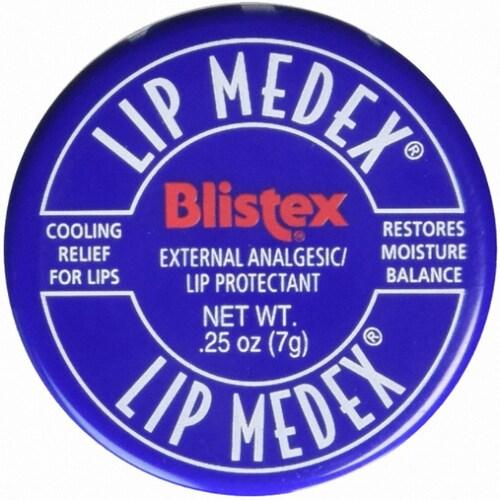 LIP MEDEX®
COOLING
RELIEF
FOR LIPS
Blistex®
EXTERNAL ANALGESIC/
LIP PROTECTANT
RESTORES
MOISTURE
BALANCE
NET WT.
.25 oz (7g)
LIP MEDEX®